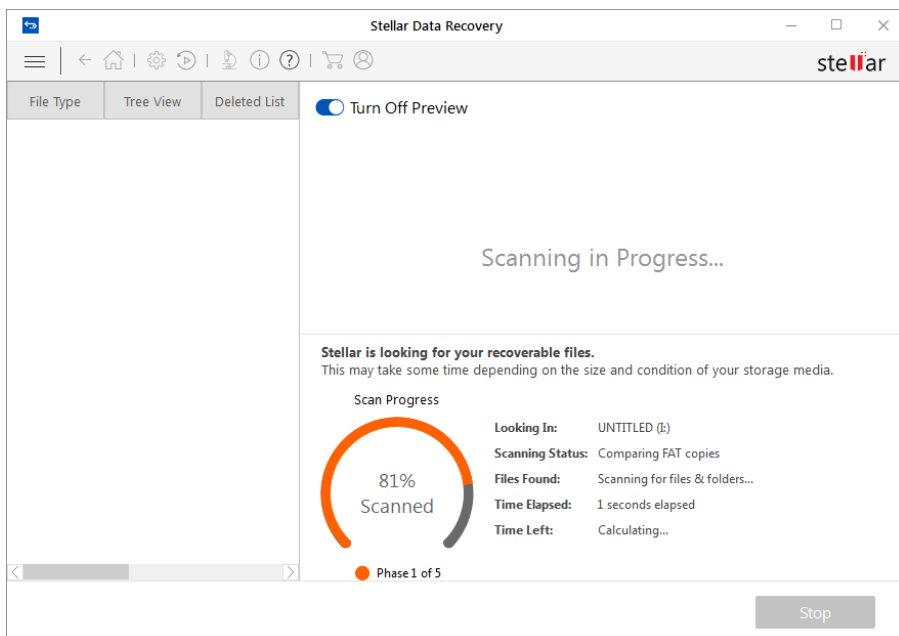 Stellar Data Recovery
stellar
File Type Tree View Deleted List
Turn Off Preview
Scanning in Progress...
Stellar is looking for your recoverable files.
This may take some time depending on the size and condition of your storage media.
Scan Progress
81%
Scanned
Phase 1 of 5
Looking In: UNTITLED (I:)
Scanning Status: Comparing FAT copies
Files Found: Scanning for files & folders...
Time Elapsed: 1 seconds elapsed
Time Left: Calculating...
Stop